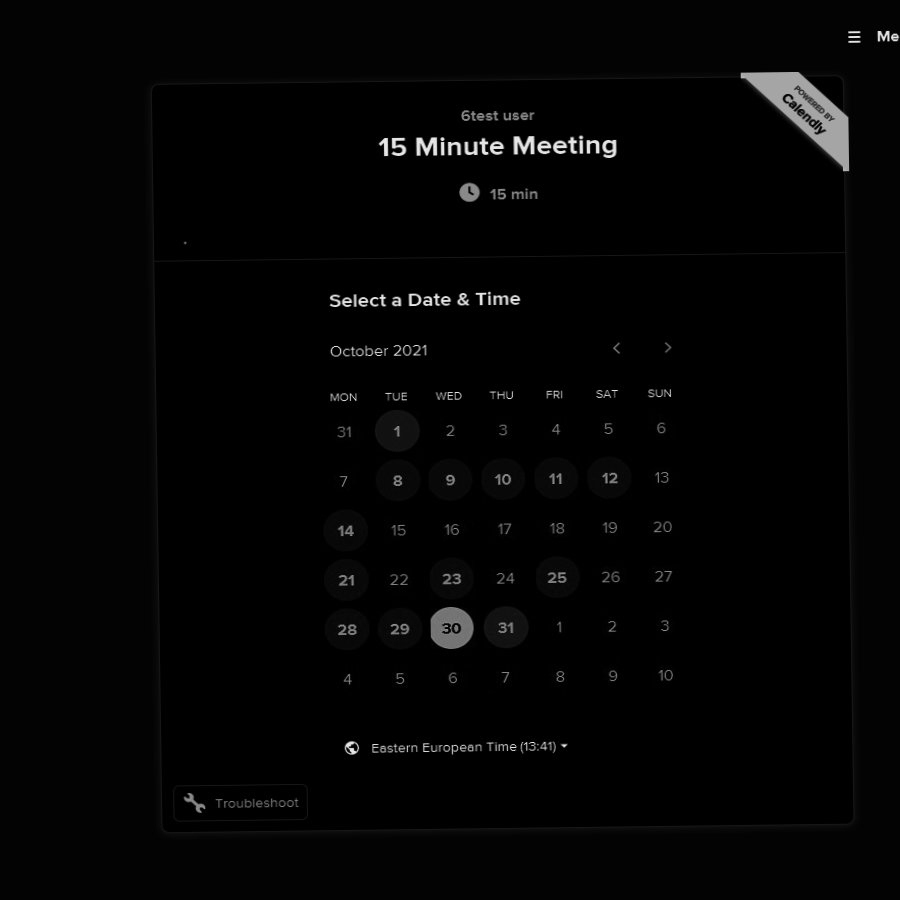 ☰ Me
POWERED BY
Calendly
6test user
15 Minute Meeting
15 min
Select a Date & Time
October 2021
MON TUE WED THU FRI SAT SUN
31 1 2 3 4 5 6
7 8 9 10 11 12 13
14 15 16 17 18 19 20
21 22 23 24 25 26 27
28 29 30 31 1 2 3
4 5 6 7 8 9 10
Eastern European Time (13:41)
Troubleshoot